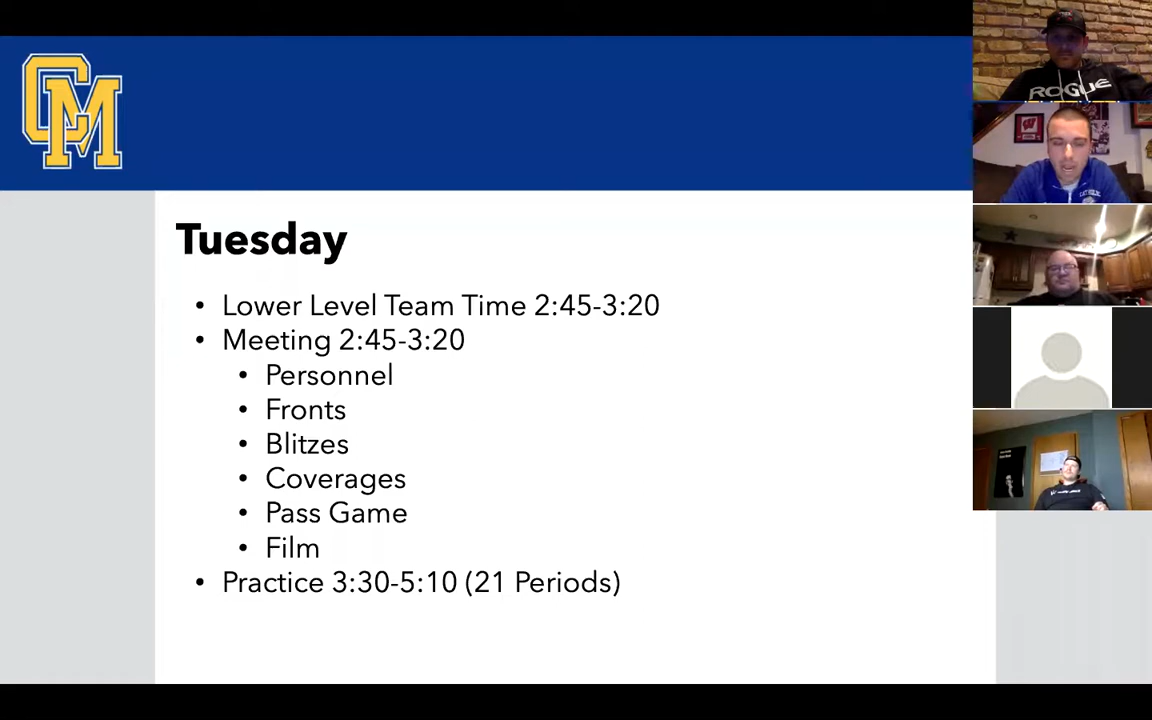 CM
Tuesday
• Lower Level Team Time 2:45-3:20
• Meeting 2:45-3:20
• Personnel
• Fronts
• Blitzes
• Coverages
• Pass Game
• Film
• Practice 3:30-5:10 (21 Periods)
ROGUE
W
CATHOLIC